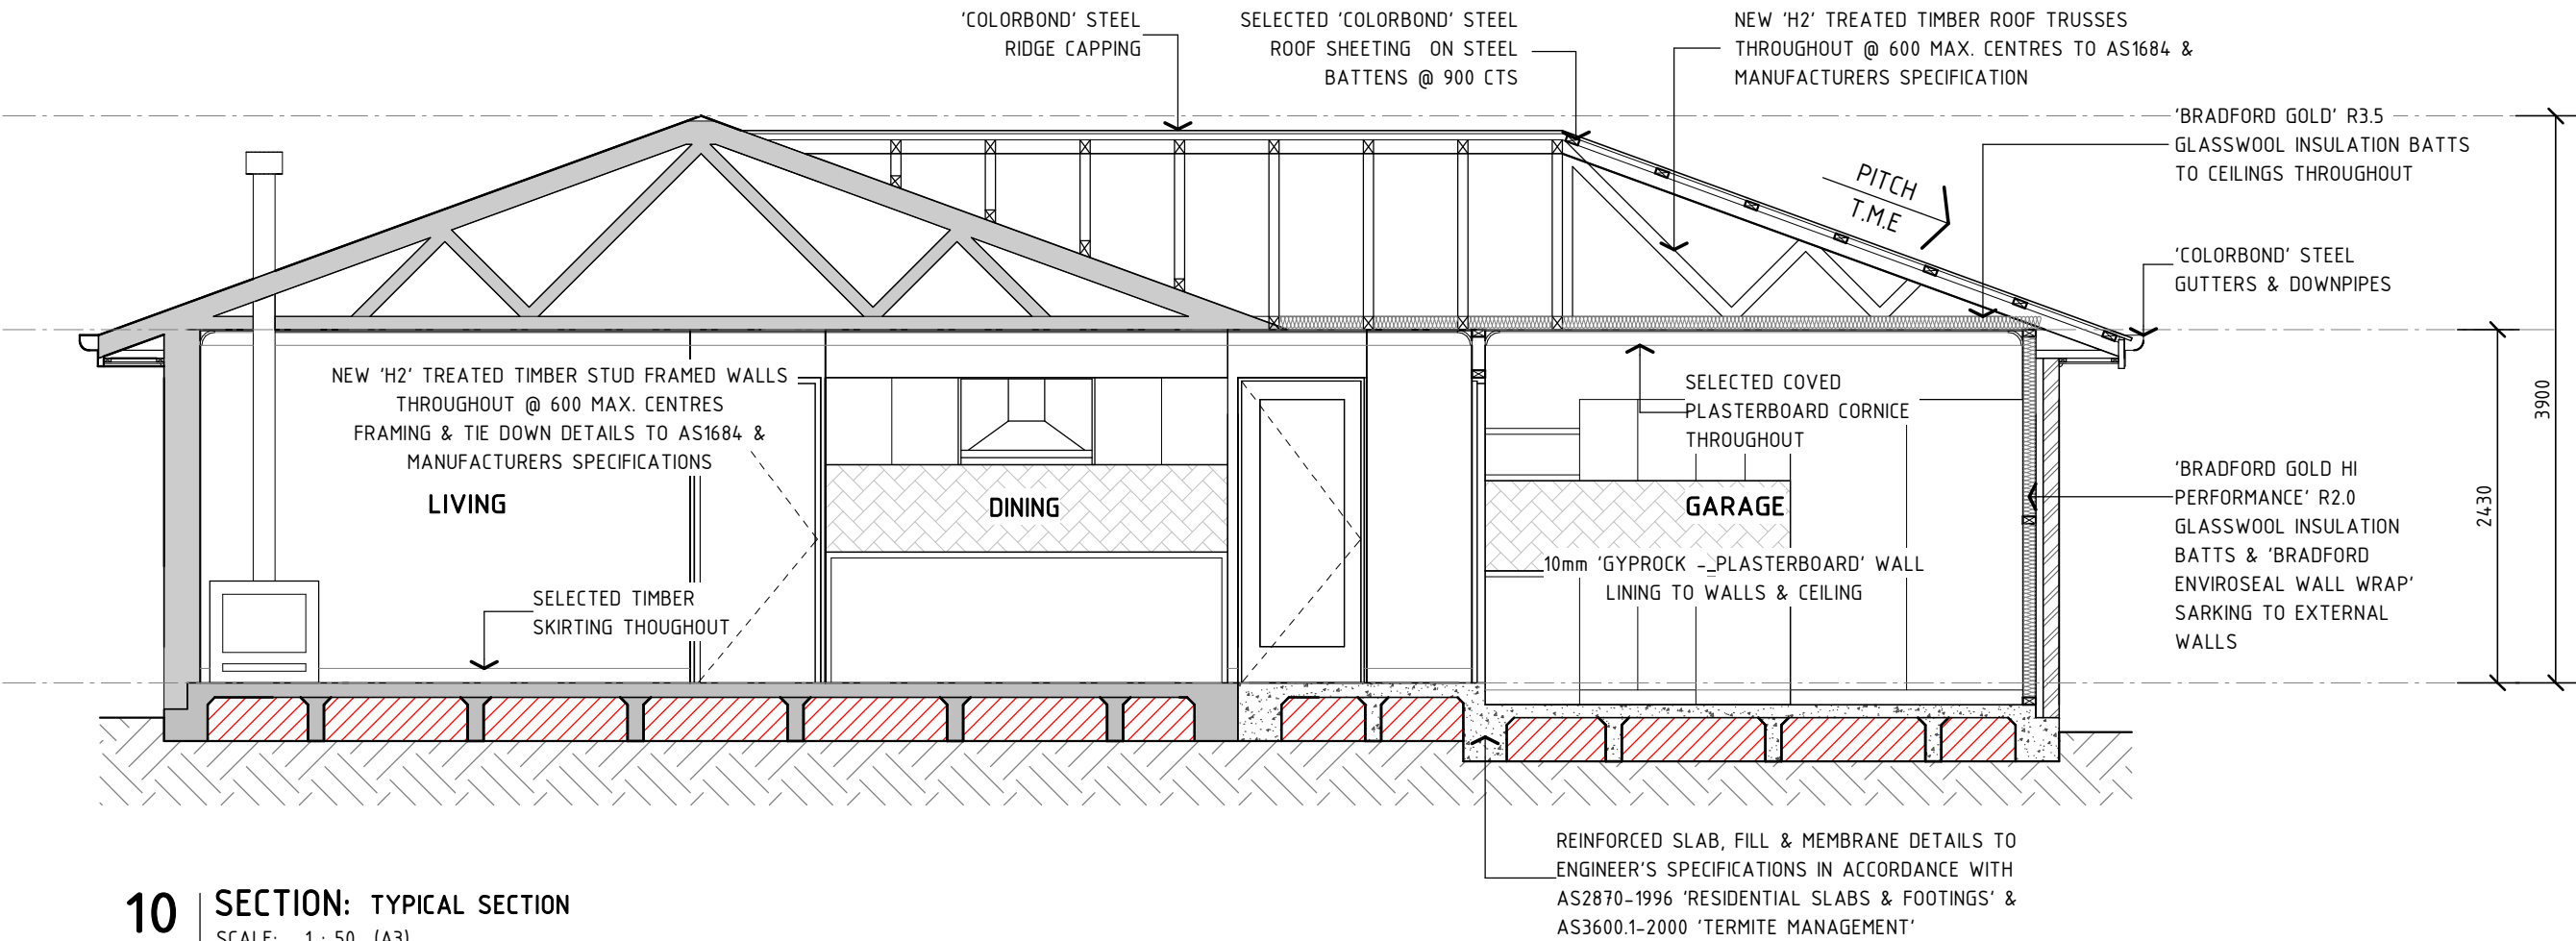 'COLORBOND' STEEL
RIDGE CAPPING
SELECTED 'COLORBOND' STEEL
ROOF SHEETING ON STEEL
BATTENS @ 900 CTS
NEW 'H2' TREATED TIMBER ROOF TRUSSES
THROUGHOUT @ 600 MAX. CENTRES TO AS1684 &
MANUFACTURERS SPECIFICATION
'BRADFORD GOLD' R3.5
GLASSWOOL INSULATION BATTS
TO CEILINGS THROUGHOUT
PITCH
T.M.E
'COLORBOND' STEEL
GUTTERS & DOWNPIPES
NEW 'H2' TREATED TIMBER STUD FRAMED WALLS
THROUGHOUT @ 600 MAX. CENTRES
FRAMING & TIE DOWN DETAILS TO AS1684 &
MANUFACTURERS SPECIFICATIONS
LIVING
DINING
SELECTED COVED
PLASTERBOARD CORNICE
THROUGHOUT
GARAGE
10mm 'GYPROCK -_PLASTERBOARD' WALL
LINING TO WALLS & CEILING
SELECTED TIMBER
SKIRTING THOUGHOUT
'BRADFORD GOLD HI
PERFORMANCE' R2.0
GLASSWOOL INSULATION
BATTS & 'BRADFORD
ENVIROSEAL WALL WRAP'
SARKING TO EXTERNAL
WALLS
2430
3900
REINFORCED SLAB, FILL & MEMBRANE DETAILS TO
ENGINEER'S SPECIFICATIONS IN ACCORDANCE WITH
AS2870-1996 'RESIDENTIAL SLABS & FOOTINGS' &
AS3600.1-2000 'TERMITE MANAGEMENT'
10
SECTION: TYPICAL SECTION
SCALE: 1 : 50 (A3)